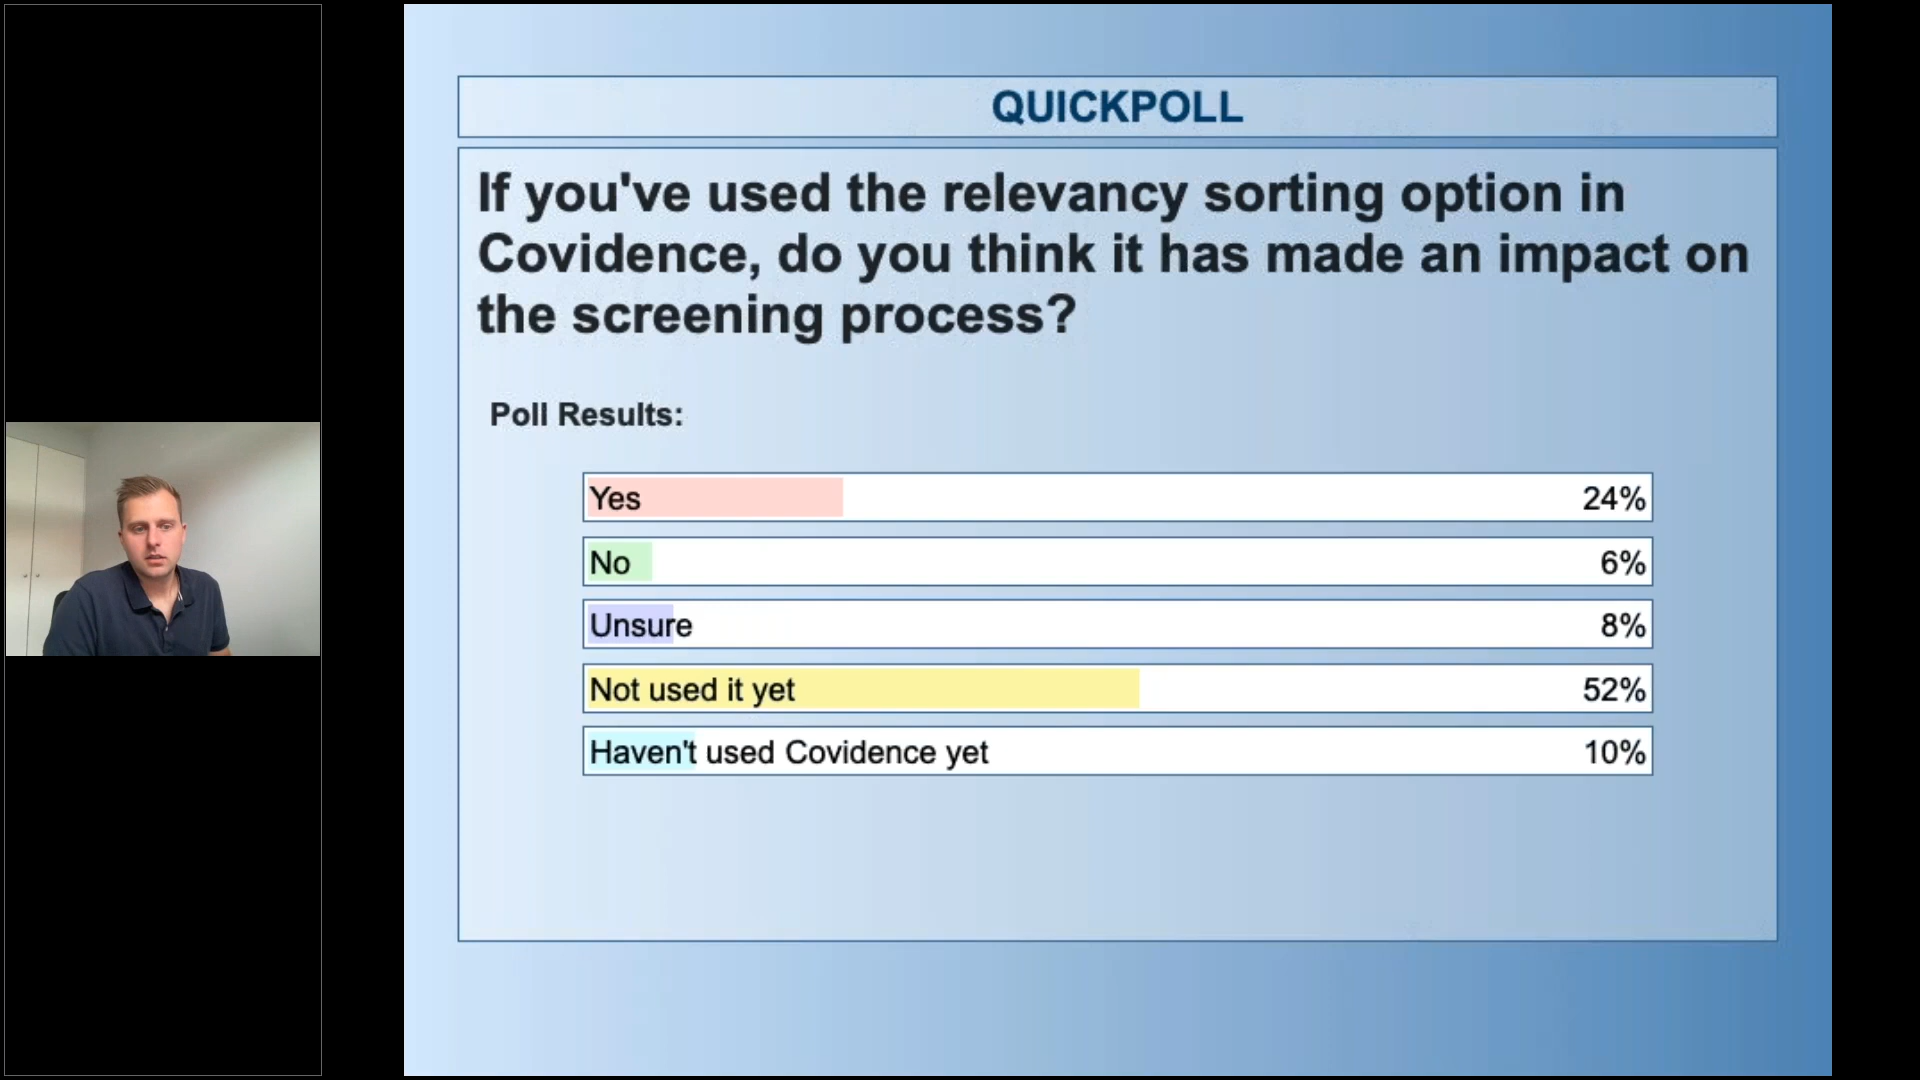 QUICKPOLL
If you've used the relevancy sorting option in
Covidence, do you think it has made an impact on
the screening process?
Poll Results:
Yes 24%
No 6%
Unsure 8%
Not used it yet 52%
Haven't used Covidence yet 10%